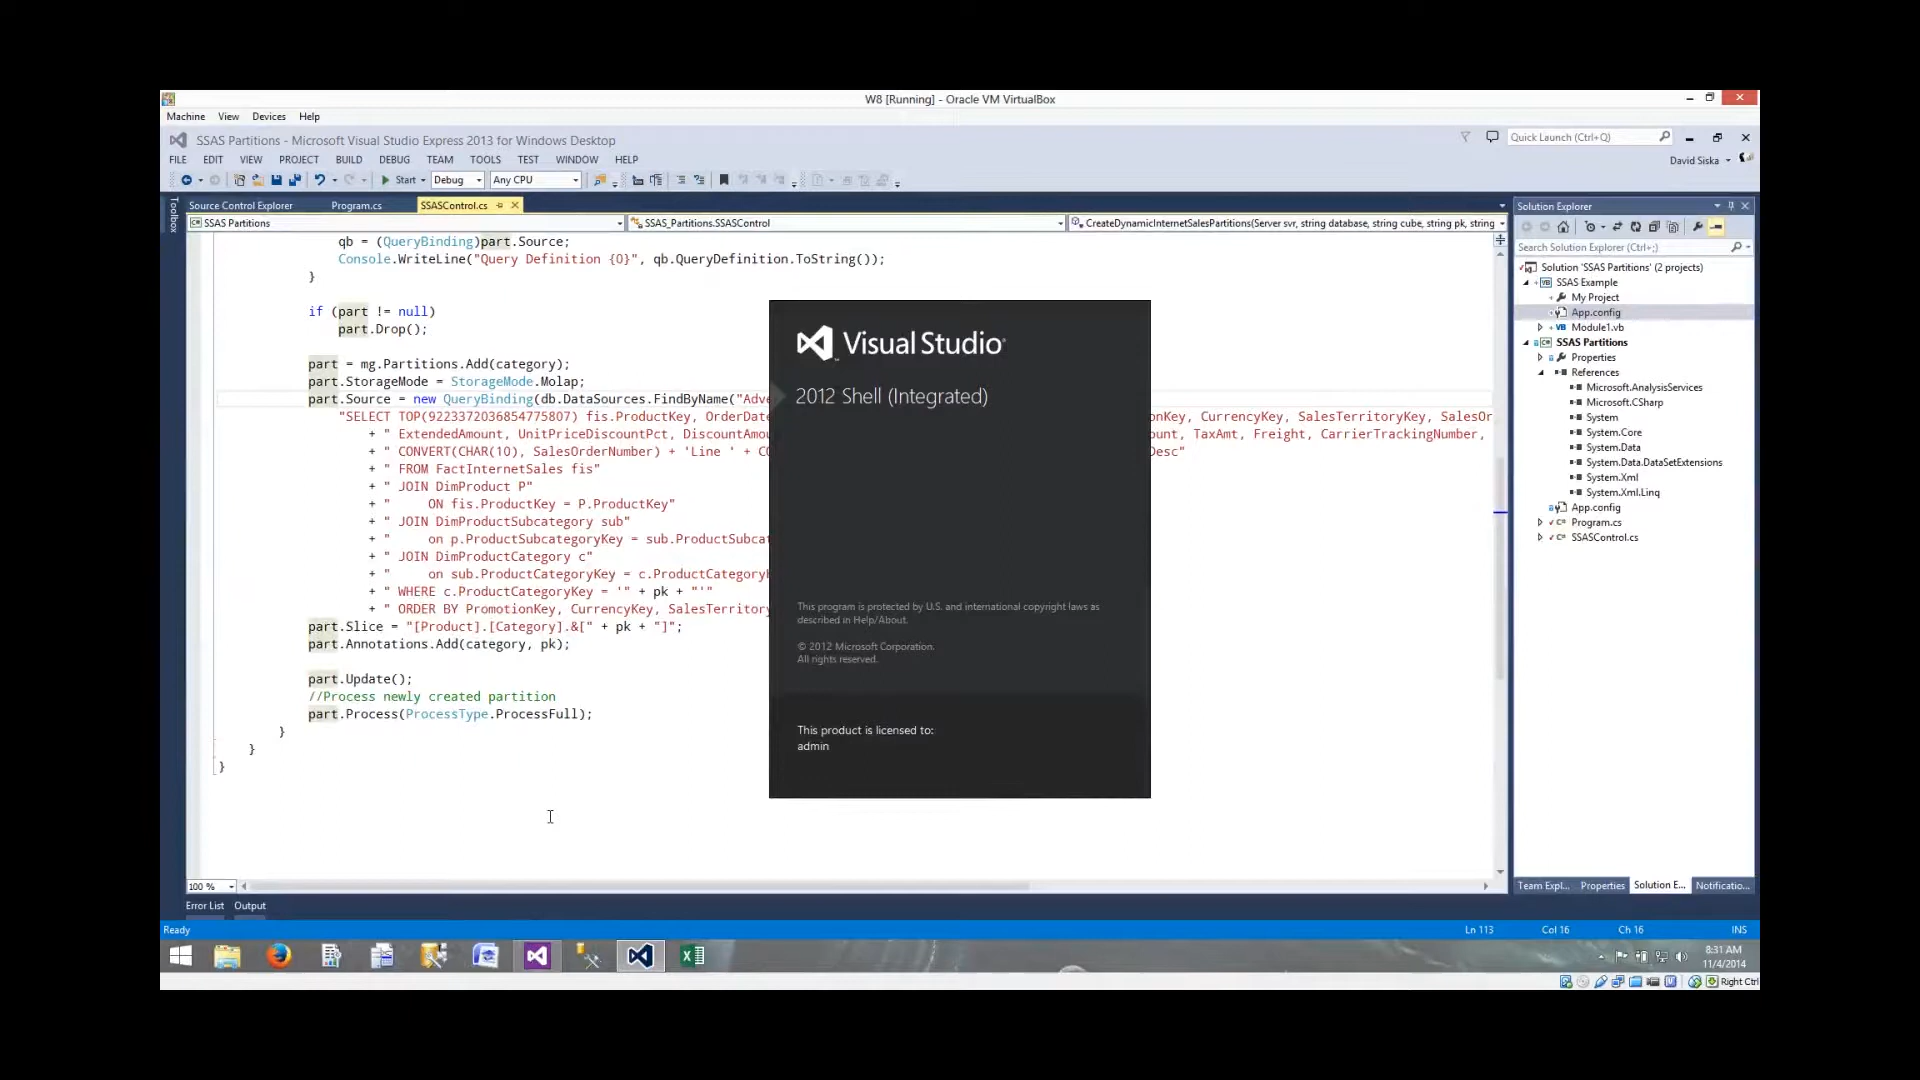 W8 [Running] - Oracle VM VirtualBox
Machine View Devices Help
SSAS Partitions - Microsoft Visual Studio Express 2013 for Windows Desktop
Quick Launch (Ctrl+Q)
FILE EDIT VIEW PROJECT BUILD DEBUG TEAM TOOLS TEST WINDOW HELP
David Siska
Start Debug Any CPU
Toolbox
Source Control Explorer Program.cs SSASControl.cs
SSAS Partitions SSAS_Partitions.SSASControl CreateDynamicInternetSalesPartitions(Server svr, string database, string cube, string pk, string
qb = (QueryBinding)part.Source;
Console.WriteLine("Query Definition {0}", qb.QueryDefinition.ToString());
}
if (part != null)
part.Drop();
part = mg.Partitions.Add(category);
part.StorageMode = StorageMode.Molap;
part.Source = new QueryBinding(db.DataSources.FindByName("Adve
"SELECT TOP(9223372036854775807) fis.ProductKey, OrderDate onKey, CurrencyKey, SalesTerritoryKey, SalesOr
+ " ExtendedAmount, UnitPriceDiscountPct, DiscountAmou unt, TaxAmt, Freight, CarrierTrackingNumber,
+ " CONVERT(CHAR(10), SalesOrderNumber) + 'Line ' + CO Desc"
+ " FROM FactInternetSales fis"
+ " JOIN DimProduct P"
+ " ON fis.ProductKey = P.ProductKey"
+ " JOIN DimProductSubcategory sub"
+ " on p.ProductSubcategoryKey = sub.ProductSubcat
+ " JOIN DimProductCategory c"
+ " on sub.ProductCategoryKey = c.ProductCategoryK
+ " WHERE c.ProductCategoryKey = '" + pk + "'"
+ " ORDER BY PromotionKey, CurrencyKey, SalesTerritory
part.Slice = "[Product].[Category].&[" + pk + "]";
part.Annotations.Add(category, pk);
part.Update();
//Process newly created partition
part.Process(ProcessType.ProcessFull);
}
}
}
Visual Studio
2012 Shell (Integrated)
This program is protected by U.S. and international copyright laws as
described in Help/About.
© 2012 Microsoft Corporation.
All rights reserved.
This product is licensed to:
admin
Solution Explorer
Search Solution Explorer (Ctrl+;)
Solution 'SSAS Partitions' (2 projects)
SSAS Example
My Project
App.config
Module1.vb
SSAS Partitions
Properties
References
Microsoft.AnalysisServices
Microsoft.CSharp
System
System.Core
System.Data
System.Data.DataSetExtensions
System.Xml
System.Xml.Linq
App.config
Program.cs
SSASControl.cs
100 %
Team Expl... Properties Solution E... Notificatio...
Error List Output
Ready Ln 113 Col 16 Ch 16 INS
8:31 AM
11/4/2014
Right Ctrl